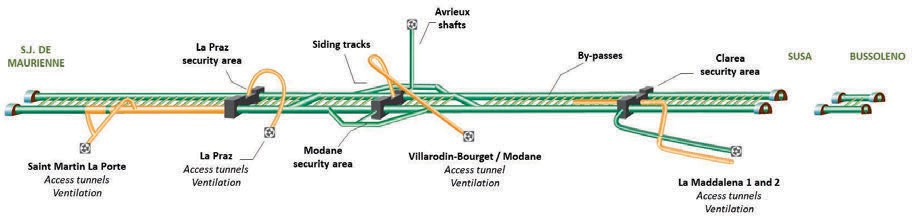 Avrieux
shafts
La Praz
security area
Siding tracks
S.J. DE
MAURIENNE
By-passes
Clarea
security area
SUSA
BUSSOLENO
Saint Martin La Porte
Access tunnels
Ventilation
La Praz
Access tunnels
Ventilation
Modane
security area
Villarodin-Bourget / Modane
Access tunnel
Ventilation
La Maddalena 1 and 2
Access tunnels
Ventilation